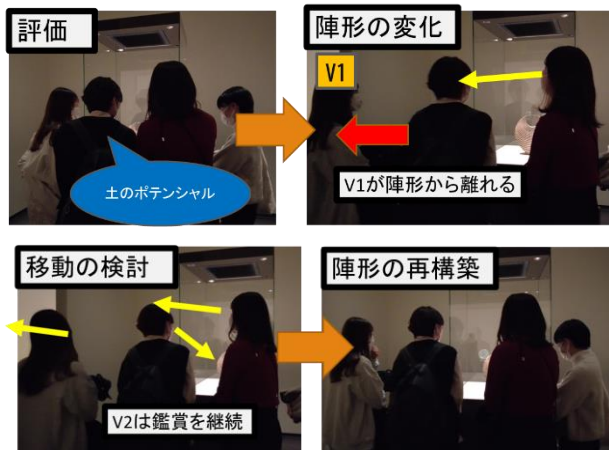 評価
土のポテンシャル
陣形の変化
V1
V1が陣形から離れる
移動の検討
V2は鑑賞を継続
陣形の再構築